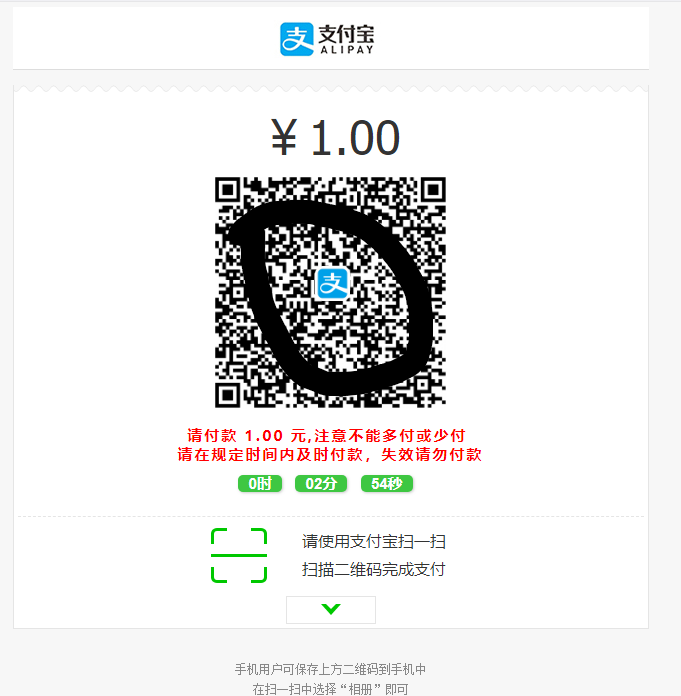 支付宝
ALIPAY
¥ 1.00
支
请付款 1.00 元,注意不能多付或少付
请在规定时间内及时付款，失效请勿付款
0时 02分 54秒
请使用支付宝扫一扫
扫描二维码完成支付
手机用户可保存上方二维码到手机中
在扫一扫中选择“相册”即可